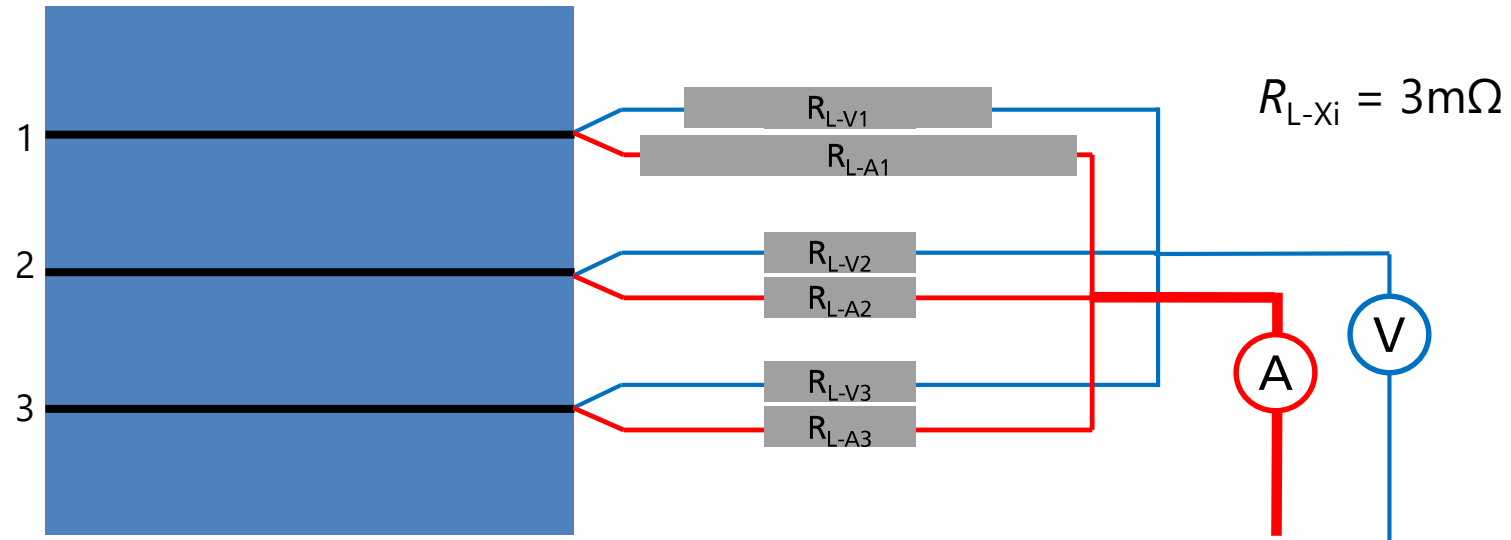 R_L-Xi = 3mΩ
R_L-V1
1
R_L-A1
2
R_L-V2
R_L-A2
V
A
R_L-V3
3
R_L-A3